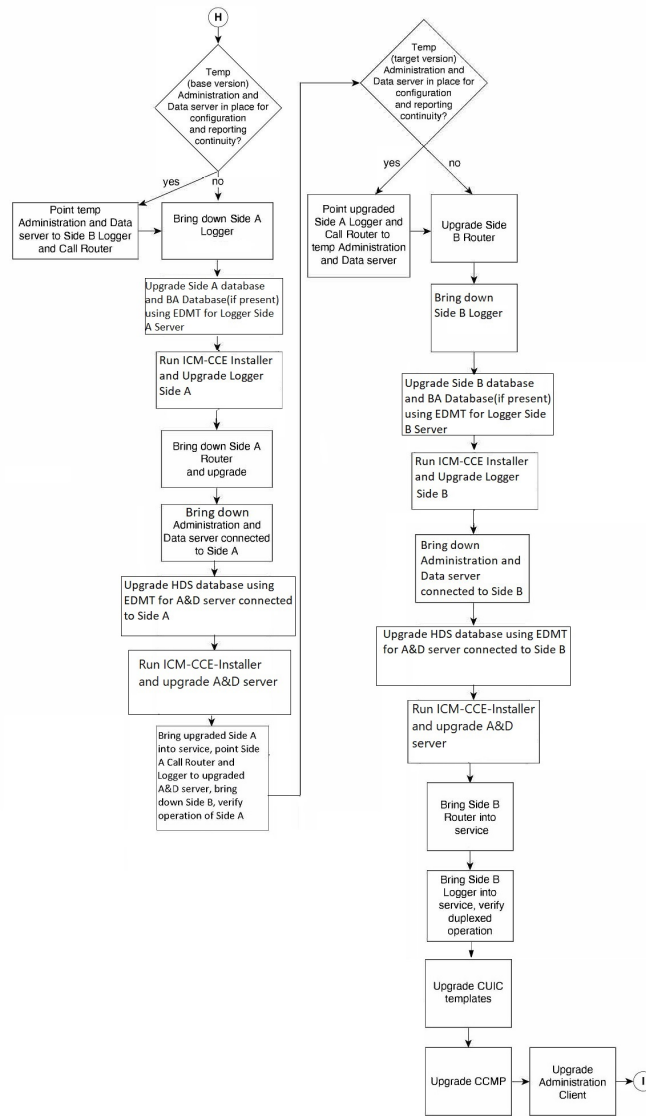 H
Temp
(base version)
Administration and
Data server in place for
configuration
and reporting
continuity?
yes
no
Point temp
Administration and Data
server to Side B Logger
and Call Router
Bring down Side A
Logger
Upgrade Side A database
and BA Database(if present)
using EDMT for Logger Side
A Server
Run ICM-CCE Installer
and Upgrade Logger
Side A
Bring down Side A
Router
and upgrade
Bring down
Administration and
Data server connected
to Side A
Upgrade HDS database using
EDMT for A&D server connected
to Side A
Run ICM-CCE-Installer
and upgrade A&D server
Bring upgraded Side A
into service, point Side
A Call Router and
Logger to upgraded
A&D server, bring
down Side B, verify
operation of Side A
Temp
(target version)
Administration and
Data server in place for
configuration
and reporting
continuity?
yes
no
Point upgraded
Side A Logger and
Call Router to
temp Administration
and Data server
Upgrade Side
B Router
Bring down
Side B Logger
Upgrade Side B database
and BA Database(if present)
using EDMT for Logger Side
B Server
Run ICM-CCE Installer
and Upgrade Logger
Side B
Bring down
Administration and
Data server
connected to Side B
Upgrade HDS database using EDMT
for A&D server connected to Side B
Run ICM-CCE-Installer
and upgrade A&D
server
Bring Side B
Router into
service
Bring Side B
Logger into
service, verify
duplexed
operation
Upgrade CUIC
templates
Upgrade CCMP
Upgrade
Administration
Client
I